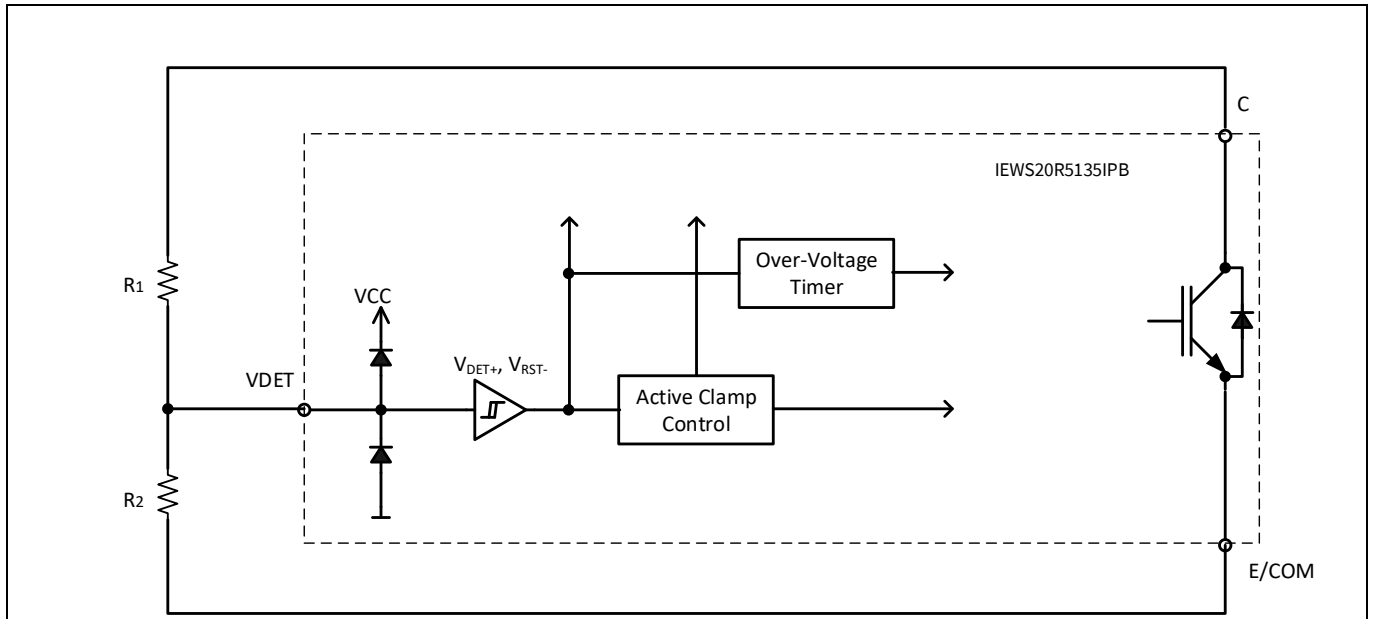 C
IEWS20R5135IPB
Over-Voltage
Timer
R1
VCC
VDET+, VRST-
VDET
Active Clamp
Control
R2
E/COM